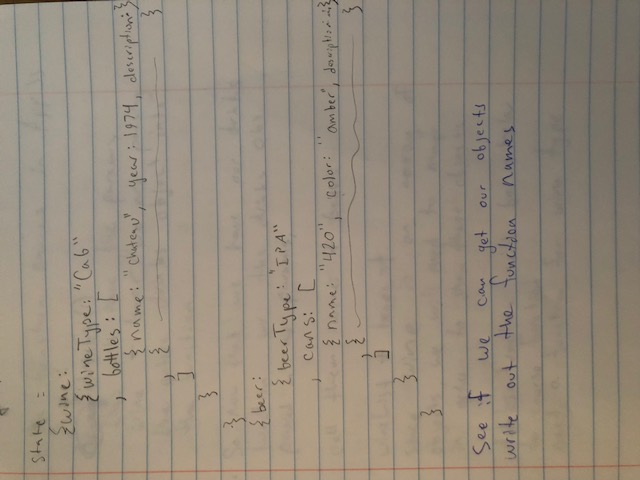 state =
{wine:
{wineType: "Cab"
, bottles: [
{name: "chateau", year: 1974, description: }
, { }
]
}
}
{beer:
{beerType: "IPA"
, cans: [
{name: "420", color: "amber", description: }
, { }
]
}
}
See if we can get our objects
write out the function names